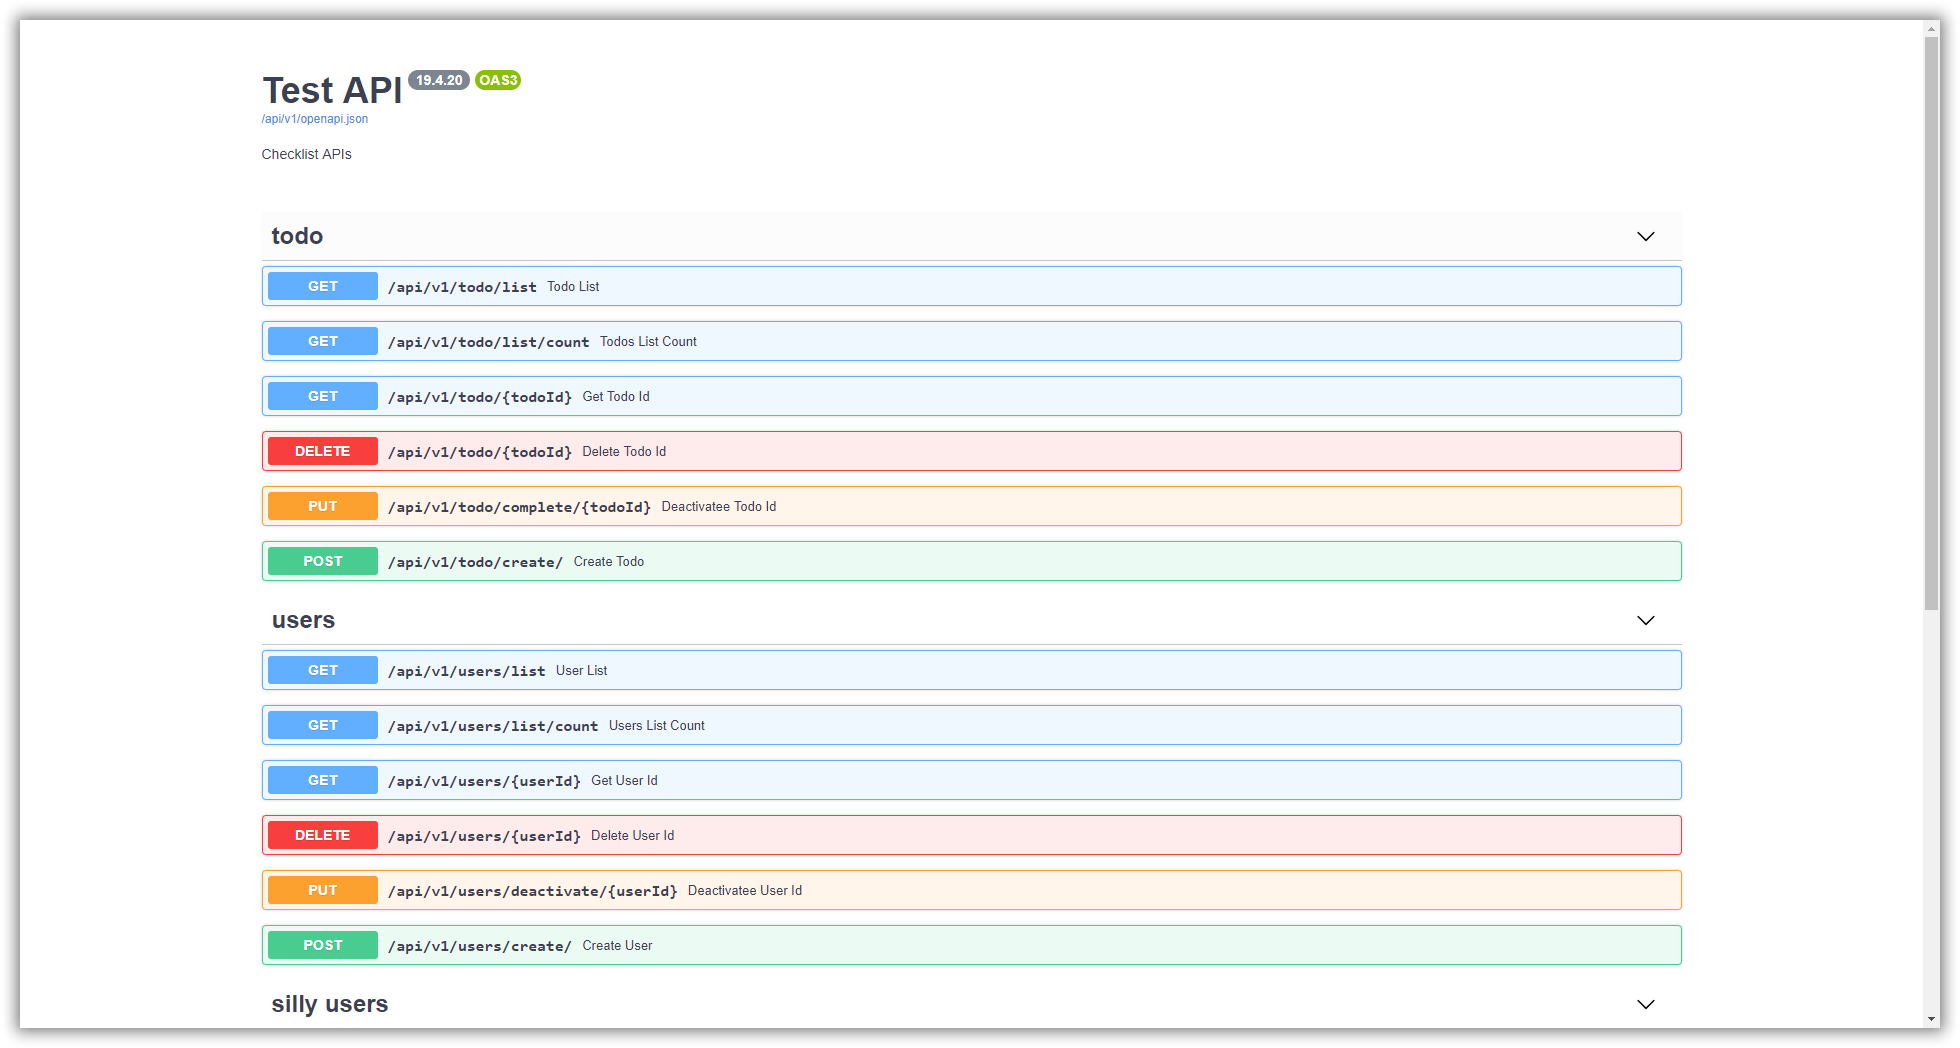 Test API 19.4.20 OAS3
/api/v1/openapi.json
Checklist APIs
todo
GET /api/v1/todo/list Todo List
GET /api/v1/todo/list/count Todos List Count
GET /api/v1/todo/{todoId} Get Todo Id
DELETE /api/v1/todo/{todoId} Delete Todo Id
PUT /api/v1/todo/complete/{todoId} Deactivatee Todo Id
POST /api/v1/todo/create/ Create Todo
users
GET /api/v1/users/list User List
GET /api/v1/users/list/count Users List Count
GET /api/v1/users/{userId} Get User Id
DELETE /api/v1/users/{userId} Delete User Id
PUT /api/v1/users/deactivate/{userId} Deactivatee User Id
POST /api/v1/users/create/ Create User
silly users